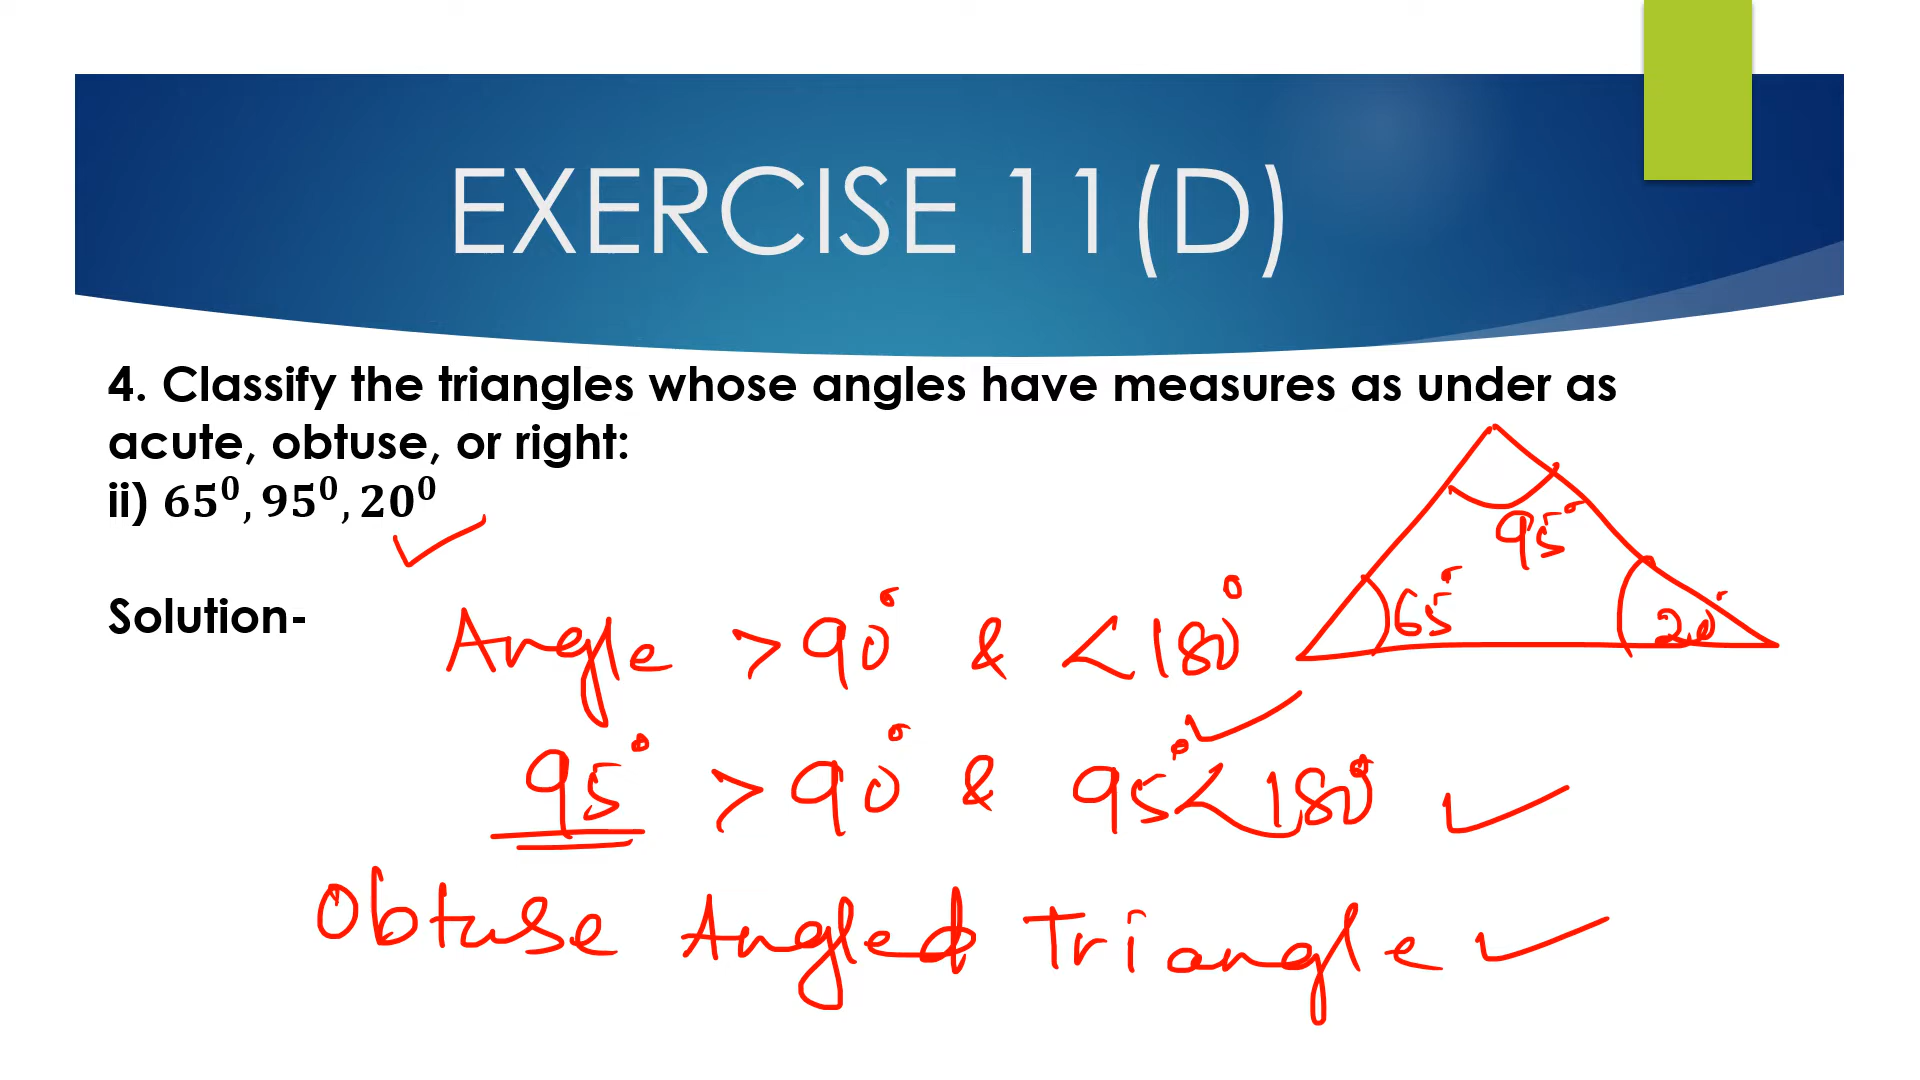 EXERCISE 11(D)
4. Classify the triangles whose angles have measures as under as
acute, obtuse, or right:
ii) 65⁰, 95⁰, 20⁰
95°
65°
20°
Solution-
Angle > 90° & < 180°
95° > 90° & 95° < 180°
Obtuse Angled Triangle